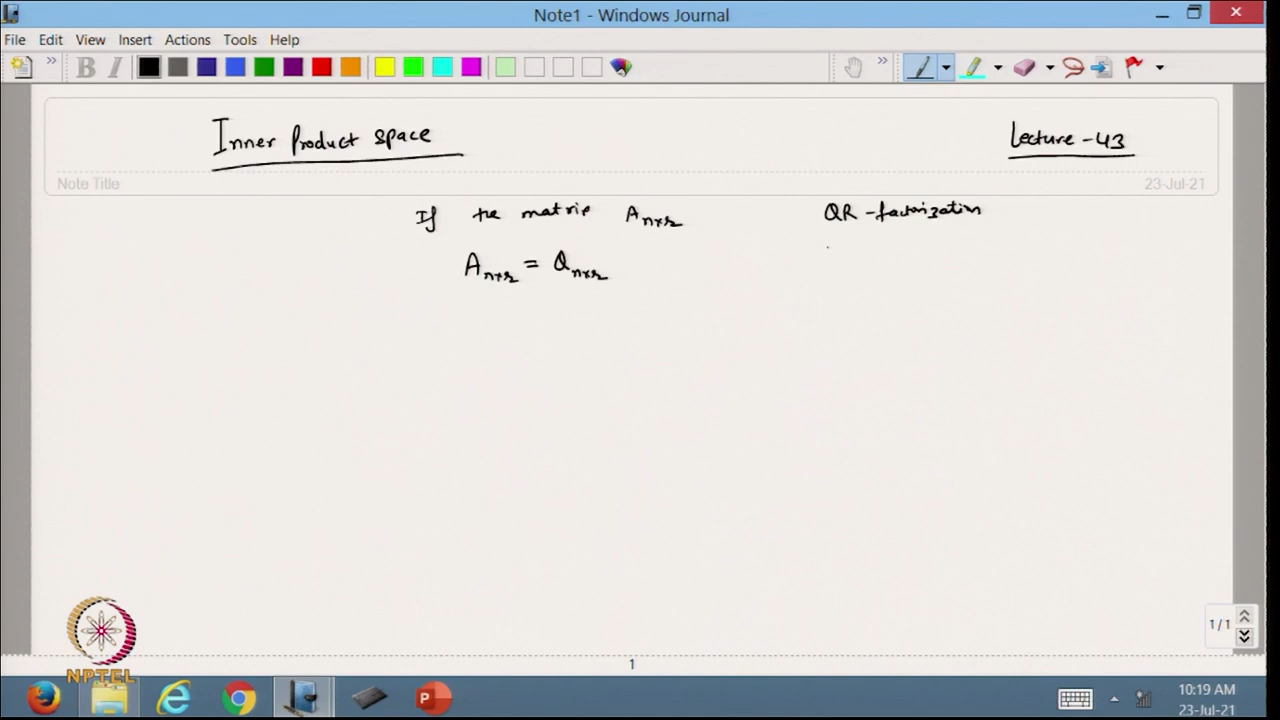 Note1 - Windows Journal
File Edit View Insert Actions Tools Help
B I
Inner Product space
Lecture-43
Note Title
23-Jul-21
If the matrix A_{n×r} QR-factorization
A_{n×r} = Q_{n×r}
1/1
NPTEL
1
10:19 AM
23-Jul-21